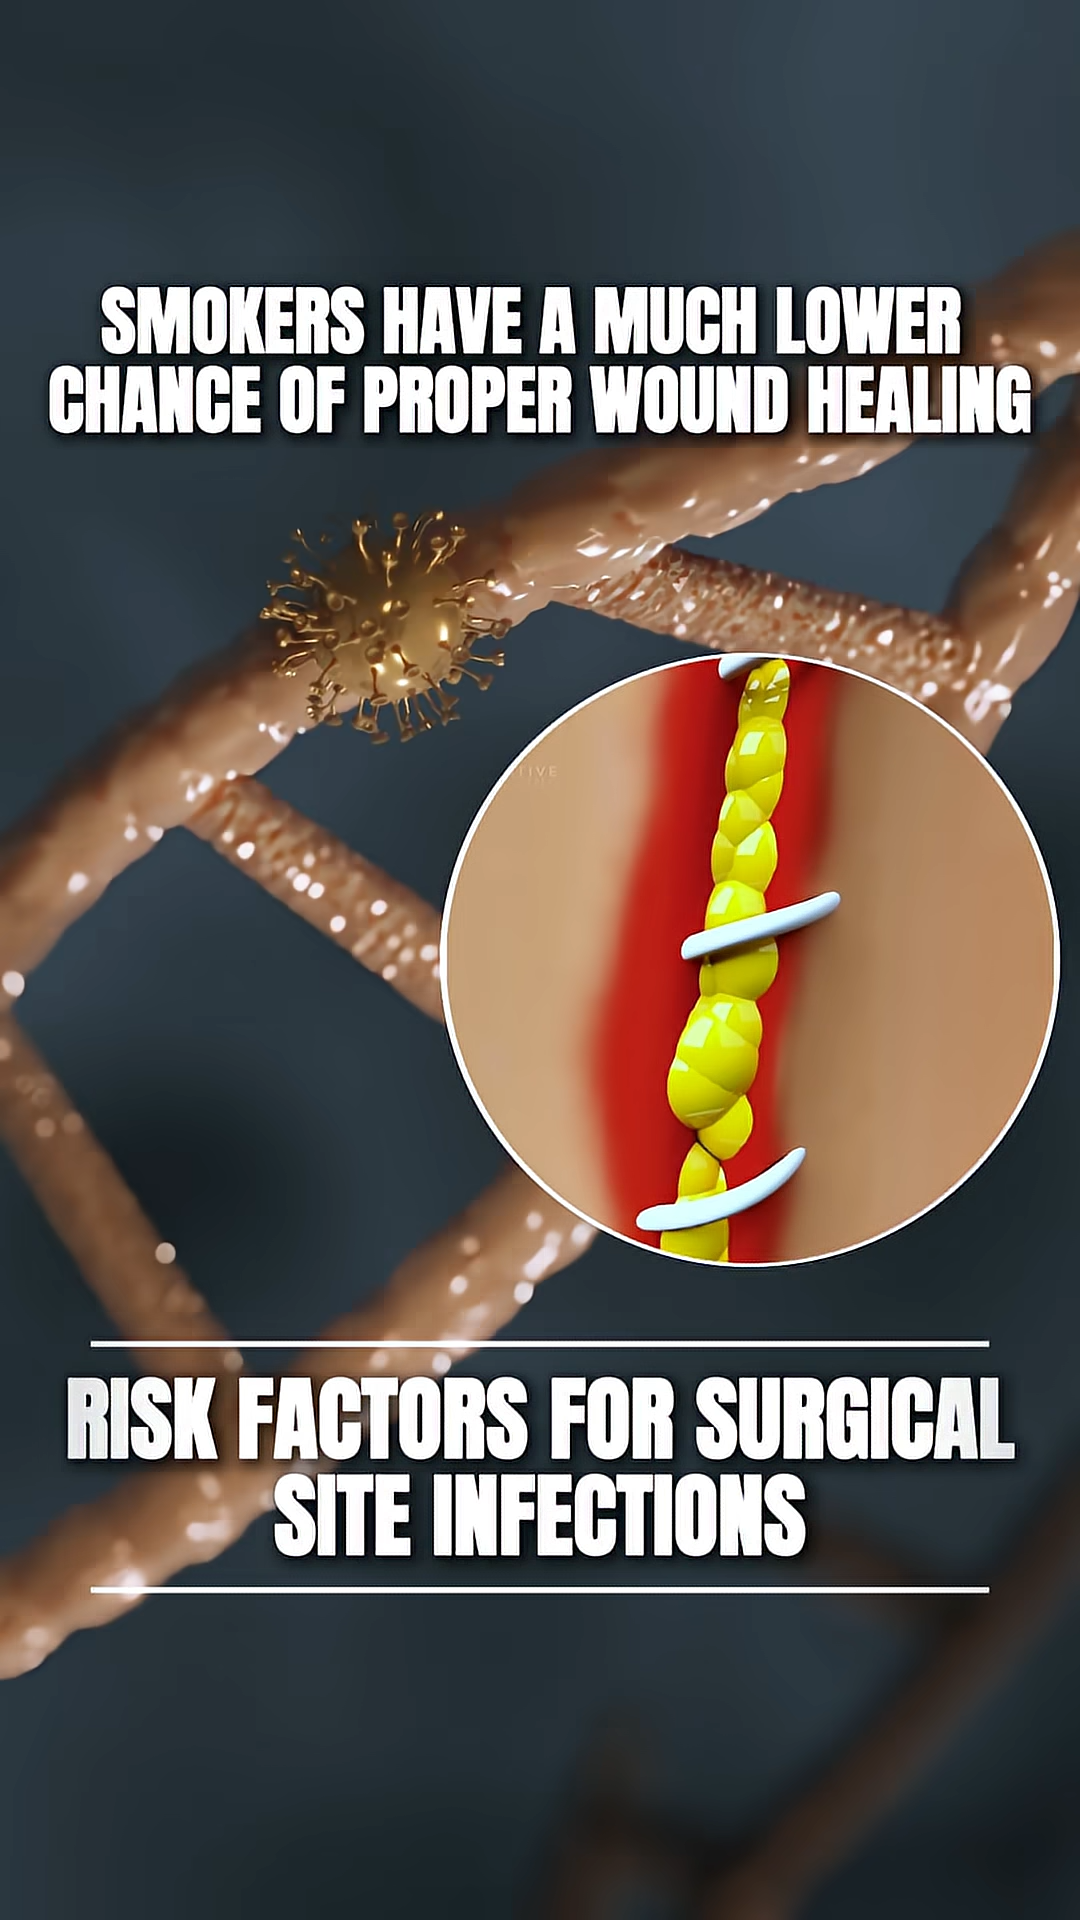 SMOKERS HAVE A MUCH LOWER
CHANCE OF PROPER WOUND HEALING
RISK FACTORS FOR SURGICAL
SITE INFECTIONS